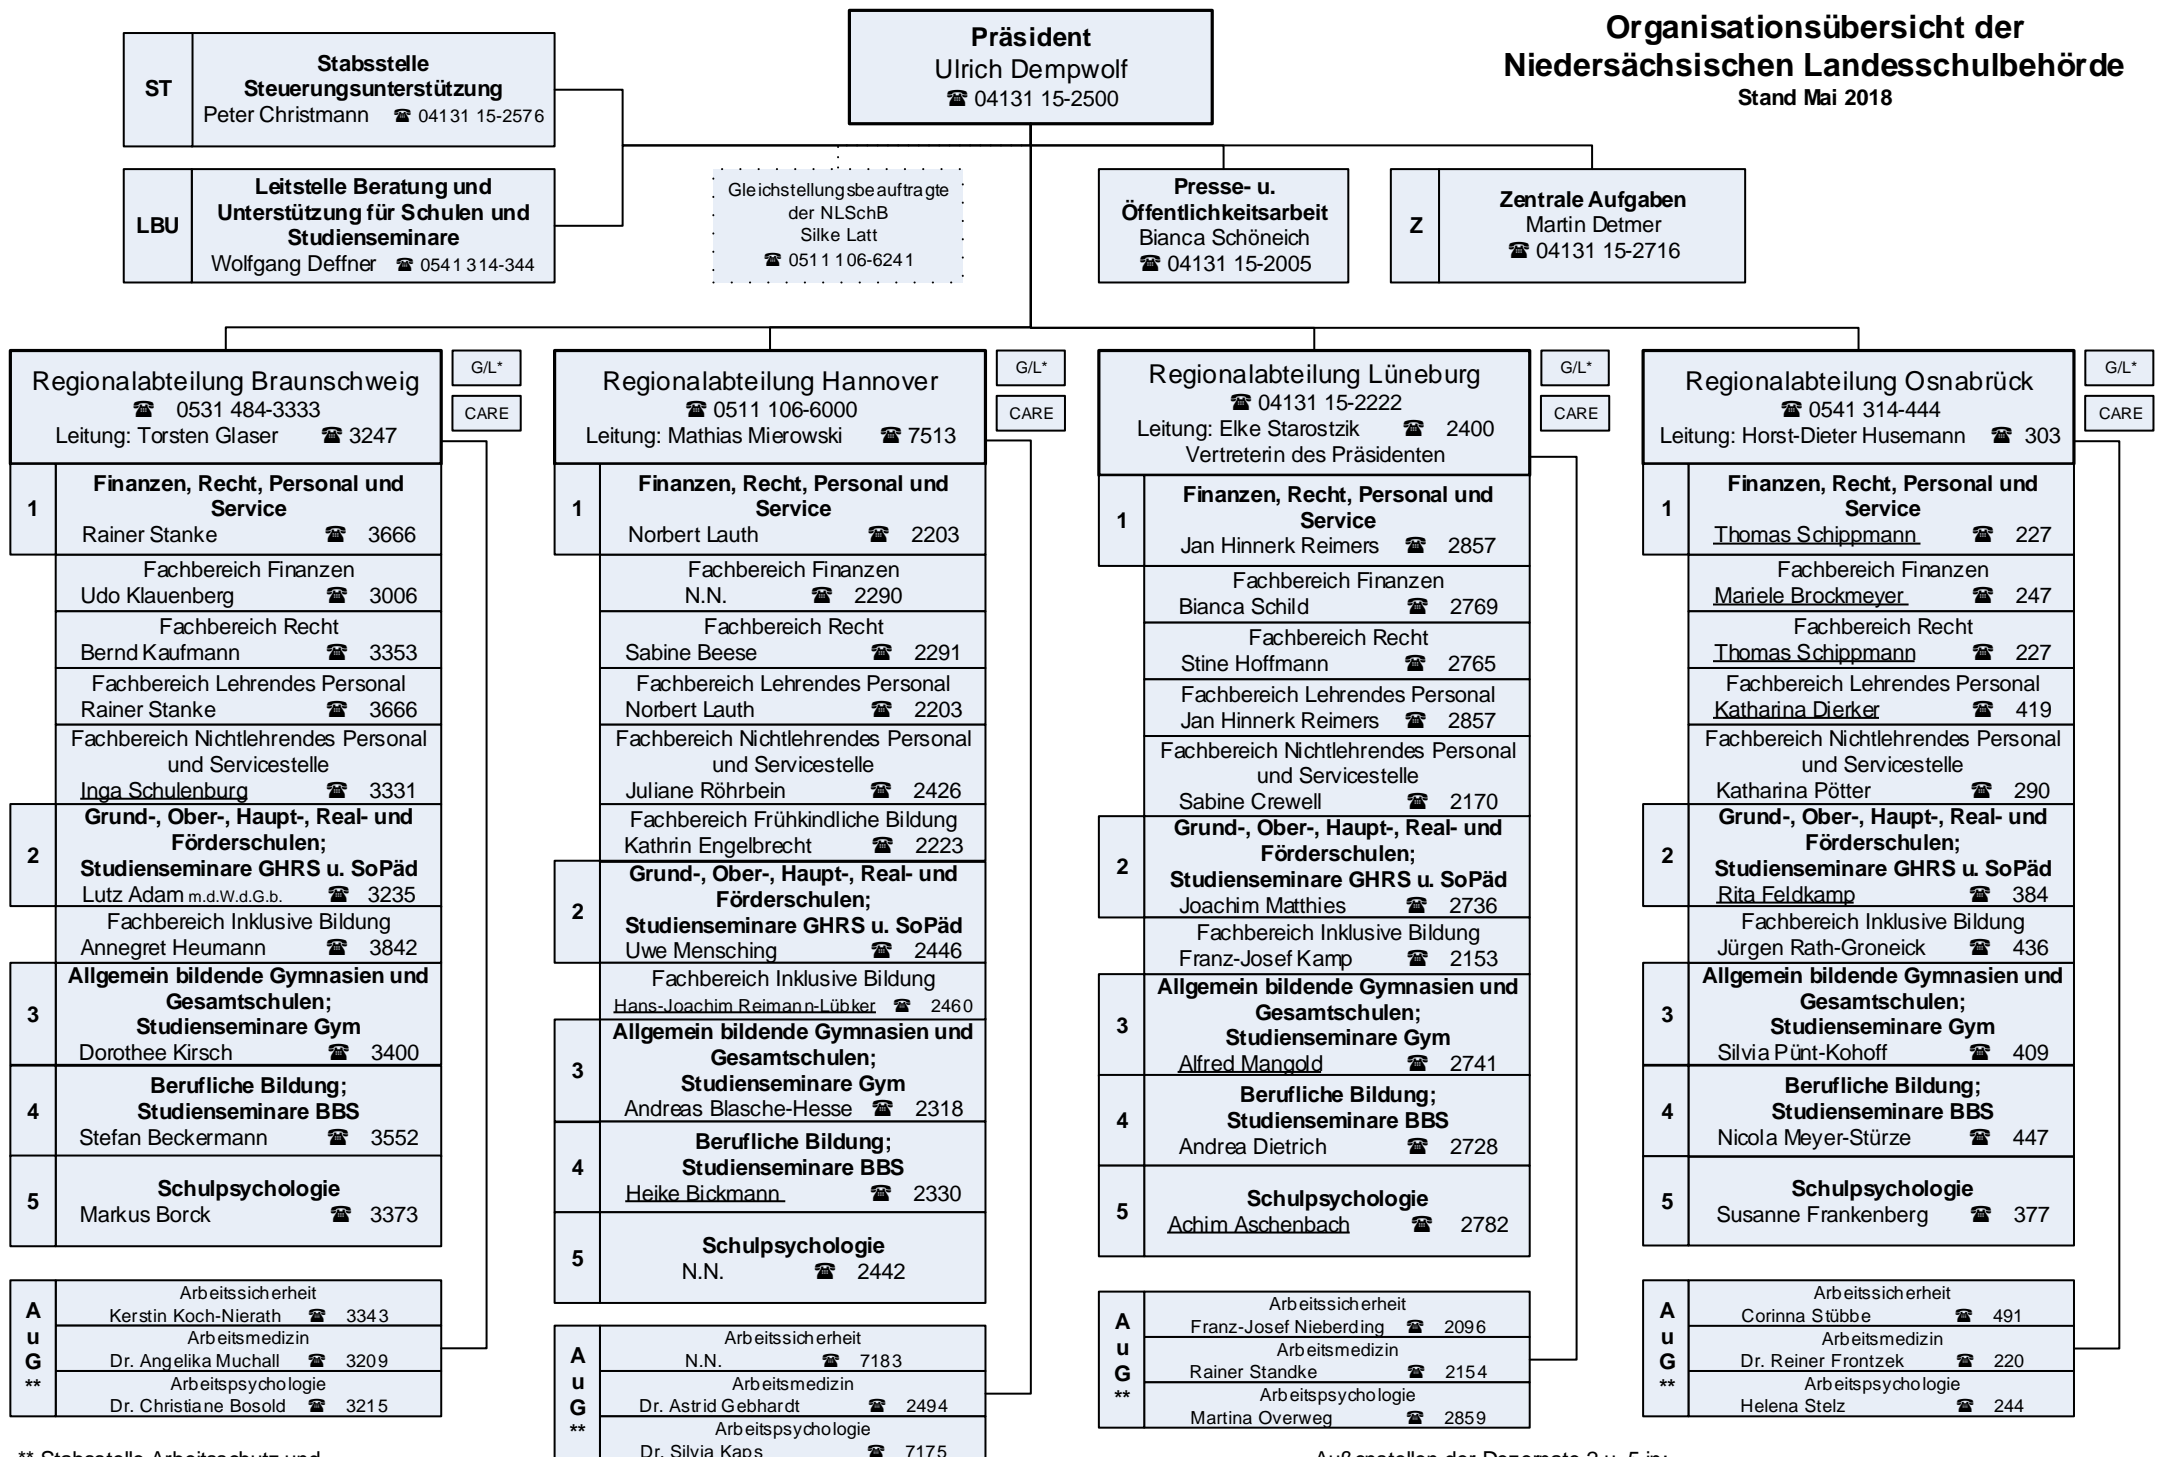 Organisationsübersicht der
Niedersächsischen Landesschulbehörde
Stand Mai 2018
Präsident
Ulrich Dempwolf
☎ 04131 15-2500
ST
Stabsstelle
Steuerungsunterstützung
Peter Christmann ☎ 04131 15-2576
LBU
Leitstelle Beratung und
Unterstützung für Schulen und
Studienseminare
Wolfgang Deffner ☎ 0541 314-344
Gleichstellungsbeauftragte
der NLSchB
Silke Latt
☎ 0511 106-6241
Presse- u.
Öffentlichkeitsarbeit
Bianca Schöneich
☎ 04131 15-2005
Z
Zentrale Aufgaben
Martin Detmer
☎ 04131 15-2716
Regionalabteilung Braunschweig
☎ 0531 484-3333
Leitung: Torsten Glaser ☎ 3247
G/L*
CARE
1
Finanzen, Recht, Personal und
Service
Rainer Stanke ☎ 3666
Fachbereich Finanzen
Udo Klauenberg ☎ 3006
Fachbereich Recht
Bernd Kaufmann ☎ 3353
Fachbereich Lehrendes Personal
Rainer Stanke ☎ 3666
Fachbereich Nichtlehrendes Personal
und Servicestelle
Inga Schulenburg ☎ 3331
2
Grund-, Ober-, Haupt-, Real- und
Förderschulen;
Studienseminare GHRS u. SoPäd
Lutz Adam m.d.W.d.G.b. ☎ 3235
Fachbereich Inklusive Bildung
Annegret Heumann ☎ 3842
3
Allgemein bildende Gymnasien und
Gesamtschulen;
Studienseminare Gym
Dorothee Kirsch ☎ 3400
4
Berufliche Bildung;
Studienseminare BBS
Stefan Beckermann ☎ 3552
5
Schulpsychologie
Markus Borck ☎ 3373
A
u
G
**
Arbeitssicherheit
Kerstin Koch-Nierath ☎ 3343
Arbeitsmedizin
Dr. Angelika Muchall ☎ 3209
Arbeitspsychologie
Dr. Christiane Bosold ☎ 3215
Regionalabteilung Hannover
☎ 0511 106-6000
Leitung: Mathias Mierowski ☎ 7513
G/L*
CARE
1
Finanzen, Recht, Personal und
Service
Norbert Lauth ☎ 2203
Fachbereich Finanzen
N.N. ☎ 2290
Fachbereich Recht
Sabine Beese ☎ 2291
Fachbereich Lehrendes Personal
Norbert Lauth ☎ 2203
Fachbereich Nichtlehrendes Personal
und Servicestelle
Juliane Röhrbein ☎ 2426
Fachbereich Frühkindliche Bildung
Kathrin Engelbrecht ☎ 2223
2
Grund-, Ober-, Haupt-, Real- und
Förderschulen;
Studienseminare GHRS u. SoPäd
Uwe Mensching ☎ 2446
Fachbereich Inklusive Bildung
Hans-Joachim Reimann-Lübker ☎ 2460
3
Allgemein bildende Gymnasien und
Gesamtschulen;
Studienseminare Gym
Andreas Blasche-Hesse ☎ 2318
4
Berufliche Bildung;
Studienseminare BBS
Heike Bickmann ☎ 2330
5
Schulpsychologie
N.N. ☎ 2442
A
u
G
**
Arbeitssicherheit
N.N. ☎ 7183
Arbeitsmedizin
Dr. Astrid Gebhardt ☎ 2494
Arbeitspsychologie
Dr. Silvia Kaps ☎ 7175
Regionalabteilung Lüneburg
☎ 04131 15-2222
Leitung: Elke Starostzik ☎ 2400
Vertreterin des Präsidenten
G/L*
CARE
1
Finanzen, Recht, Personal und
Service
Jan Hinnerk Reimers ☎ 2857
Fachbereich Finanzen
Bianca Schild ☎ 2769
Fachbereich Recht
Stine Hoffmann ☎ 2765
Fachbereich Lehrendes Personal
Jan Hinnerk Reimers ☎ 2857
Fachbereich Nichtlehrendes Personal
und Servicestelle
Sabine Crewell ☎ 2170
2
Grund-, Ober-, Haupt-, Real- und
Förderschulen;
Studienseminare GHRS u. SoPäd
Joachim Matthies ☎ 2736
Fachbereich Inklusive Bildung
Franz-Josef Kamp ☎ 2153
3
Allgemein bildende Gymnasien und
Gesamtschulen;
Studienseminare Gym
Alfred Mangold ☎ 2741
4
Berufliche Bildung;
Studienseminare BBS
Andrea Dietrich ☎ 2728
5
Schulpsychologie
Achim Aschenbach ☎ 2782
A
u
G
**
Arbeitssicherheit
Franz-Josef Nieberding ☎ 2096
Arbeitsmedizin
Rainer Standke ☎ 2154
Arbeitspsychologie
Martina Overweg ☎ 2859
Regionalabteilung Osnabrück
☎ 0541 314-444
Leitung: Horst-Dieter Husemann ☎ 303
G/L*
CARE
1
Finanzen, Recht, Personal und
Service
Thomas Schippmann ☎ 227
Fachbereich Finanzen
Mariele Brockmeyer ☎ 247
Fachbereich Recht
Thomas Schippmann ☎ 227
Fachbereich Lehrendes Personal
Katharina Dierker ☎ 419
Fachbereich Nichtlehrendes Personal
und Servicestelle
Katharina Pötter ☎ 290
2
Grund-, Ober-, Haupt-, Real- und
Förderschulen;
Studienseminare GHRS u. SoPäd
Rita Feldkamp ☎ 384
Fachbereich Inklusive Bildung
Jürgen Rath-Groneick ☎ 436
3
Allgemein bildende Gymnasien und
Gesamtschulen;
Studienseminare Gym
Silvia Pünt-Kohoff ☎ 409
4
Berufliche Bildung;
Studienseminare BBS
Nicola Meyer-Stürze ☎ 447
5
Schulpsychologie
Susanne Frankenberg ☎ 377
A
u
G
**
Arbeitssicherheit
Corinna Stübbe ☎ 491
Arbeitsmedizin
Dr. Reiner Frontzek ☎ 220
Arbeitspsychologie
Helena Stelz ☎ 244
** Stabsstelle Arbeitsschutz und
Außenstellen der Dezernate 2 u. 5 in: